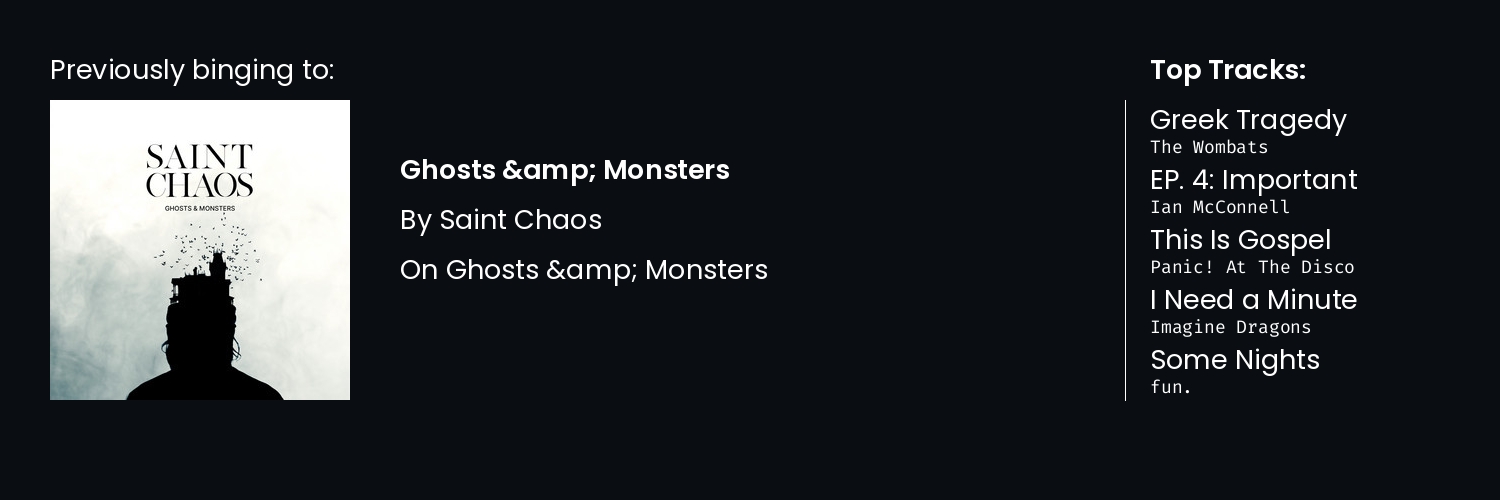 Previously binging to:
SAINT
CHAOS
GHOSTS & MONSTERS
Ghosts &amp; Monsters
By Saint Chaos
On Ghosts &amp; Monsters
Top Tracks:
Greek Tragedy
The Wombats
EP. 4: Important
Ian McConnell
This Is Gospel
Panic! At The Disco
I Need a Minute
Imagine Dragons
Some Nights
fun.